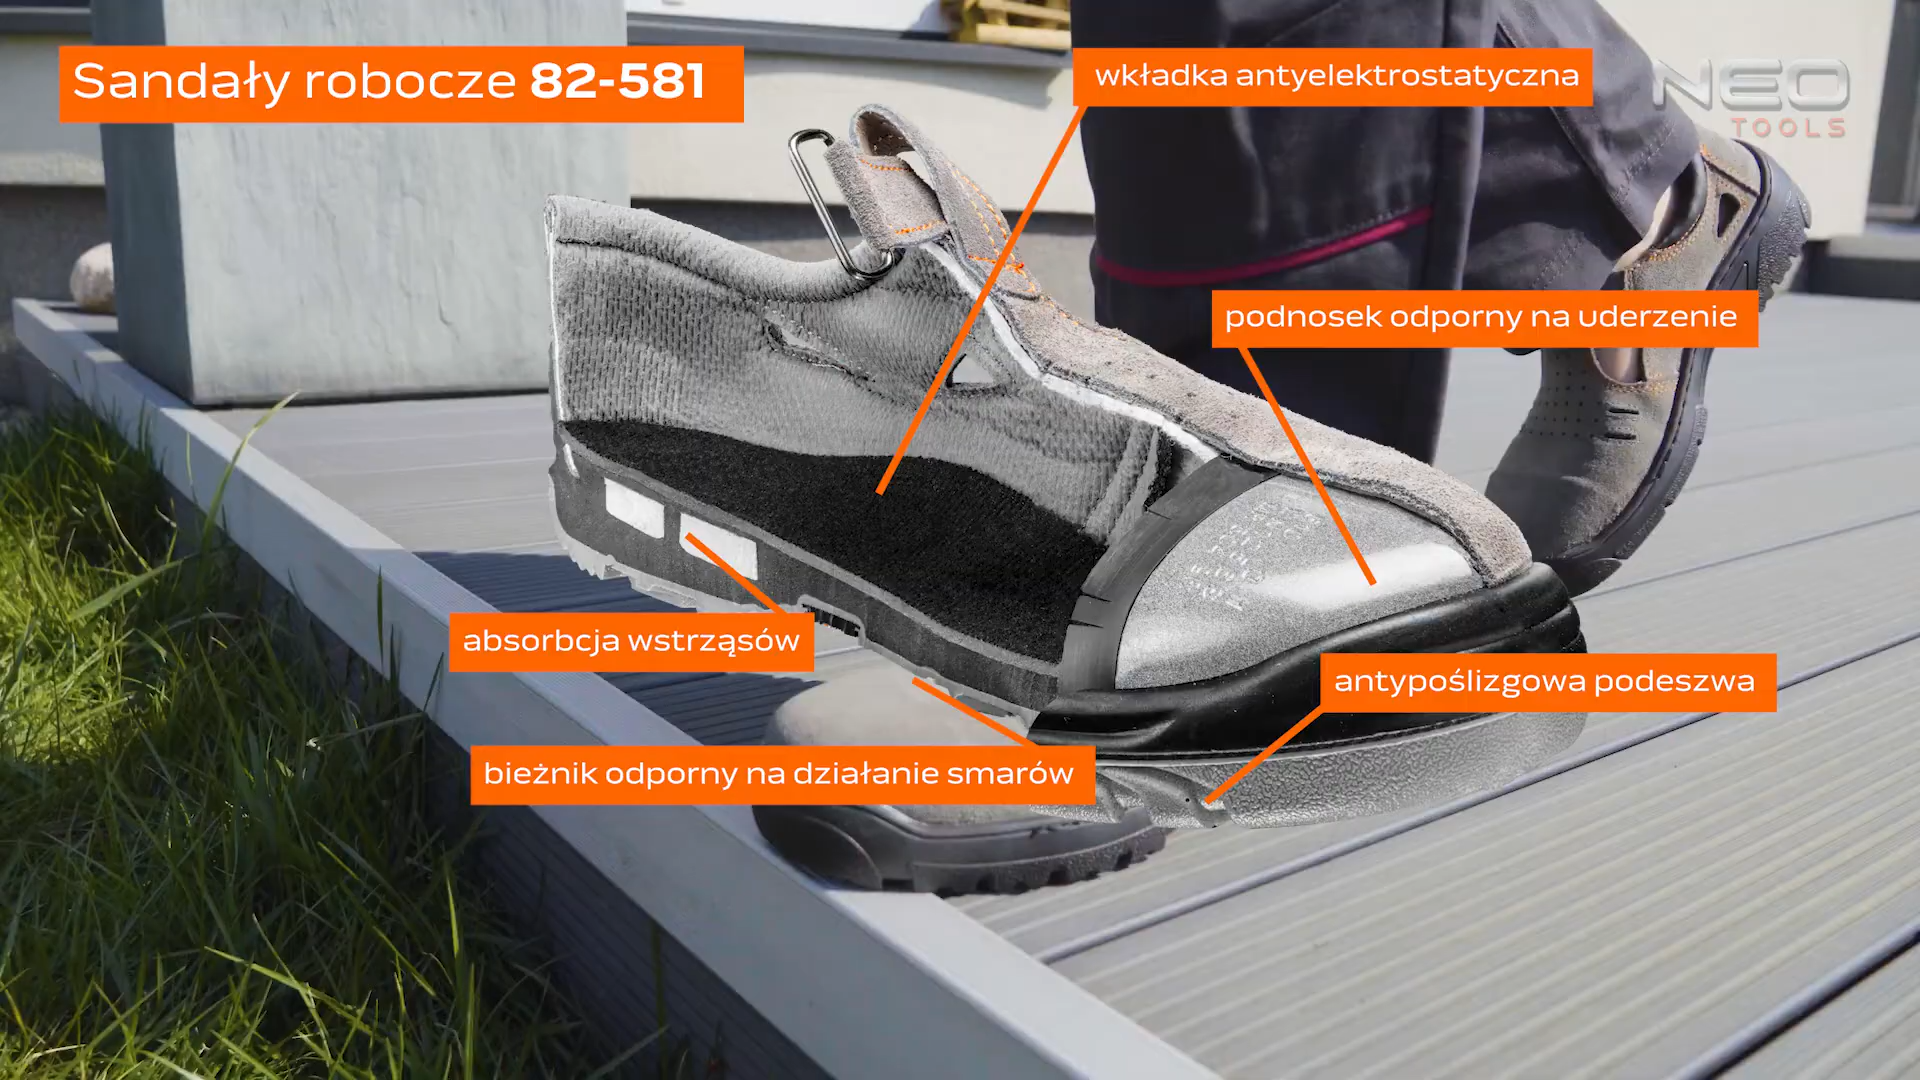 Sandały robocze 82-581
wkładka antyelektrostatyczna
NEO
TOOLS
podnosek odporny na uderzenie
absorbcja wstrząsów
antypoślizgowa podeszwa
bieżnik odporny na działanie smarów